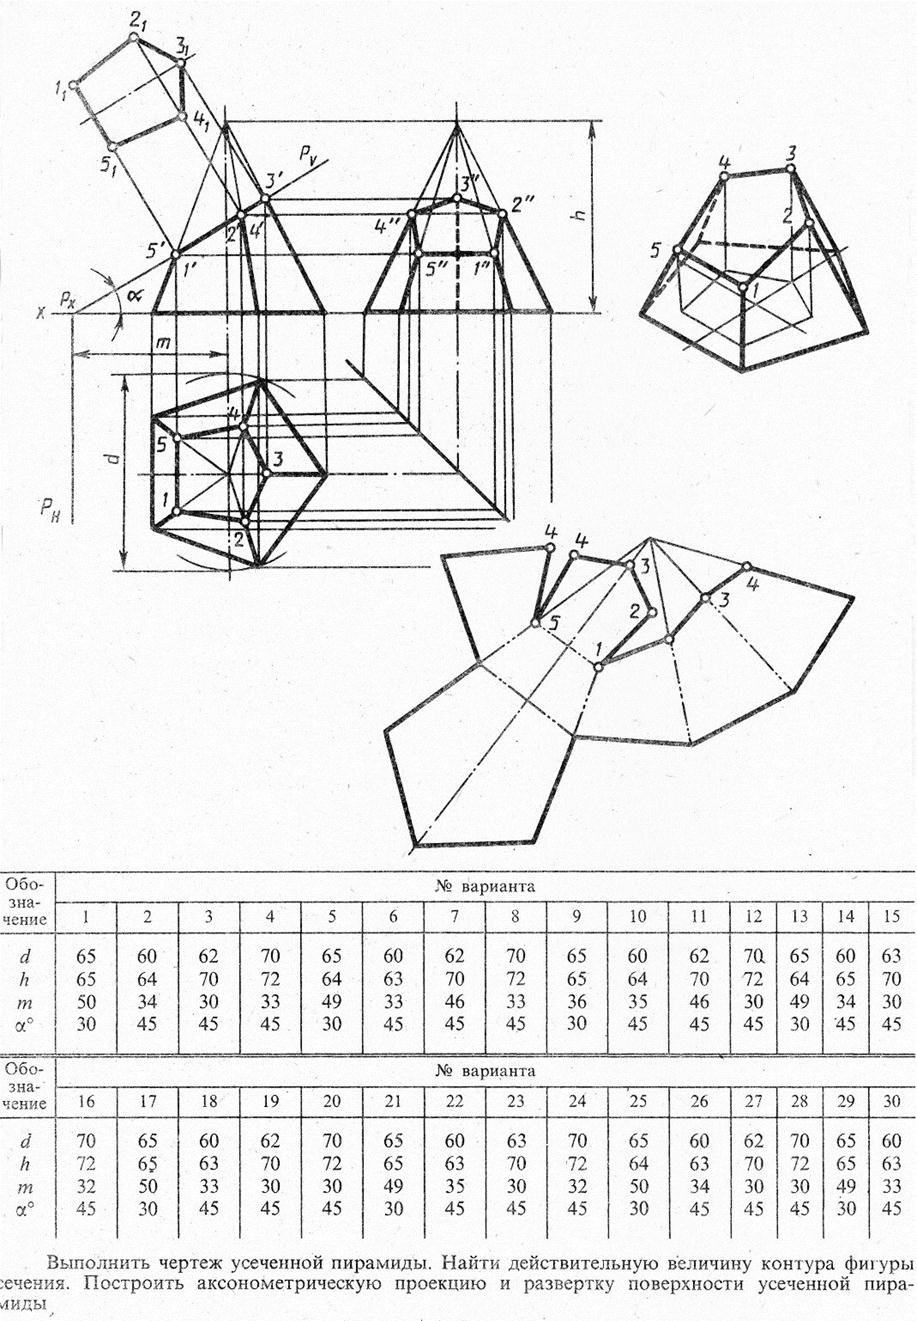 2₁
3₁
1₁
4₁
5₁
P_V
3'
5'
2' 4'
1'
P_x
α
x
m
3''
4''
2''
5''
1''
h
4
3
2
5
1
d
4
5
3
1
2
P_H
4
4
3
4
3
2
5
1
Обо-
зна-
чение
№ варианта
1 2 3 4 5 6 7 8 9 10 11 12 13 14 15
d 65 60 62 70 65 60 62 70 65 60 62 70 65 60 63
h 65 64 70 72 64 63 70 72 65 64 70 72 64 65 70
m 50 34 30 33 49 33 46 33 36 35 46 30 49 34 30
α° 30 45 45 45 30 45 45 45 30 45 45 45 30 45 45
Обо-
зна-
чение
№ варианта
16 17 18 19 20 21 22 23 24 25 26 27 28 29 30
d 70 65 60 62 70 65 60 63 70 65 60 62 70 65 60
h 72 65 63 70 72 65 63 70 72 64 63 70 72 65 63
m 32 50 33 30 30 49 35 30 32 50 34 30 30 49 33
α° 45 30 45 45 45 30 45 45 45 30 45 45 45 30 45
Выполнить чертеж усеченной пирамиды. Найти действительную величину контура фигуры
сечения. Построить аксонометрическую проекцию и развертку поверхности усеченной пира-
миды